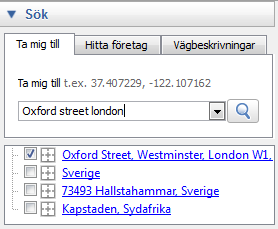 Sök
Ta mig till
Hitta företag
Vägbeskrivningar
Ta mig till t.ex. 37.407229, -122.107162
Oxford street london
Oxford Street, Westminster, London W1,
Sverige
73493 Hallstahammar, Sverige
Kapstaden, Sydafrika